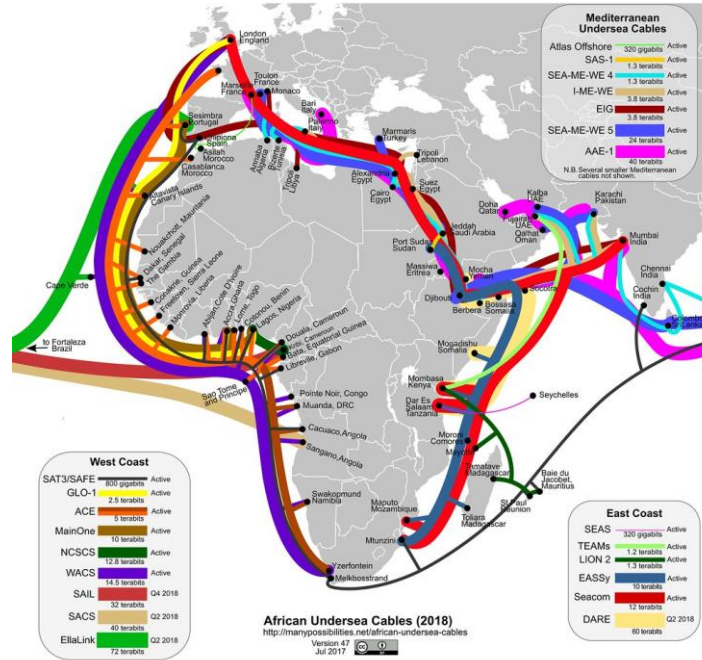 Mediterranean
Undersea Cables
Atlas Offshore
320 gigabits
Active
SAS-1
1.3 terabits
Active
SEA-ME-WE 4
1.3 terabits
Active
I-ME-WE
3.8 terabits
Active
EIG
3.8 terabits
Active
SEA-ME-WE 5
24 terabits
Active
AAE-1
40 terabits
Active
N.B.Several smaller Mediterranean
cables not shown.
London
England
Toulon
France
Marseille
France
Monaco
Bari
Italy
Palermo
Italy
Sesimbra
Portugal
Chipiona
Spain
Asilah
Morocco
Casablanca
Morocco
Annaba
Algeria
Bizerte
Tunisia
Tripoli
Libya
Marmaris
Turkey
Tripoli
Lebanon
Alexandria
Egypt
Cairo
Egypt
Suez
Egypt
Altavista
Canary Islands
Jeddah
Saudi Arabia
Port Sudan
Sudan
Massiwa
Eritrea
Mocha
Yemen
Djibouti
Berbera
Bossasa
Somalia
Socotra
Doha
Qatar
Kalba
UAE
Fujairah
UAE
Qalhat
Oman
Karachi
Pakistan
Mumbai
India
Chennai
India
Cochin
India
Colombo
Sri Lanka
Nouakchott, Mauritania
Dakar, Senegal
The Gambia
Cape Verde
Conakrie, Guinea
Freetown, Sierra Leone
Monrovia, Liberia
Abijan,Cote D'Ivoire
Accra,Ghana
Lome, Togo
Cotonou, Benin
Lagos, Nigeria
Douala, Cameroon
Kribi, Cameroon
Bata, Equatorial Guinea
Libreville, Gabon
to Fortaleza
Brazil
Sao Tome
and Principe
Pointe Noir, Congo
Muanda, DRC
Cacuaco,Angola
Sangano,Angola
Swakopmund
Namibia
Yzerfontein
Melkbosstrand
Mogadishu
Somalia
Mombasa
Kenya
Dar Es
Salaam
Tanzania
Seychelles
Moroni
Comores
Mayotte
Tamatave
Madagascar
Baie du
Jacobet,
Mauritius
St Paul
Reunion
Toliara
Madagascar
Maputo
Mozambique
Mtunzini
West Coast
SAT3/SAFE
800 gigabits
Active
GLO-1
2.5 terabits
Active
ACE
5 terabits
Active
MainOne
10 terabits
Active
NCSCS
12.8 terabits
Active
WACS
14.5 terabits
Active
SAIL
32 terabits
Q4 2018
SACS
40 terabits
Q2 2018
EllaLink
72 terabits
Q2 2018
East Coast
SEAS
320 gigabits
Active
TEAMs
1.2 terabits
Active
LION 2
1.3 terabits
Active
EASSy
10 terabits
Active
Seacom
12 terabits
Active
DARE
60 terabits
Q2 2018
African Undersea Cables (2018)
http://manypossibilities.net/african-undersea-cables
Version 47
Jul 2017